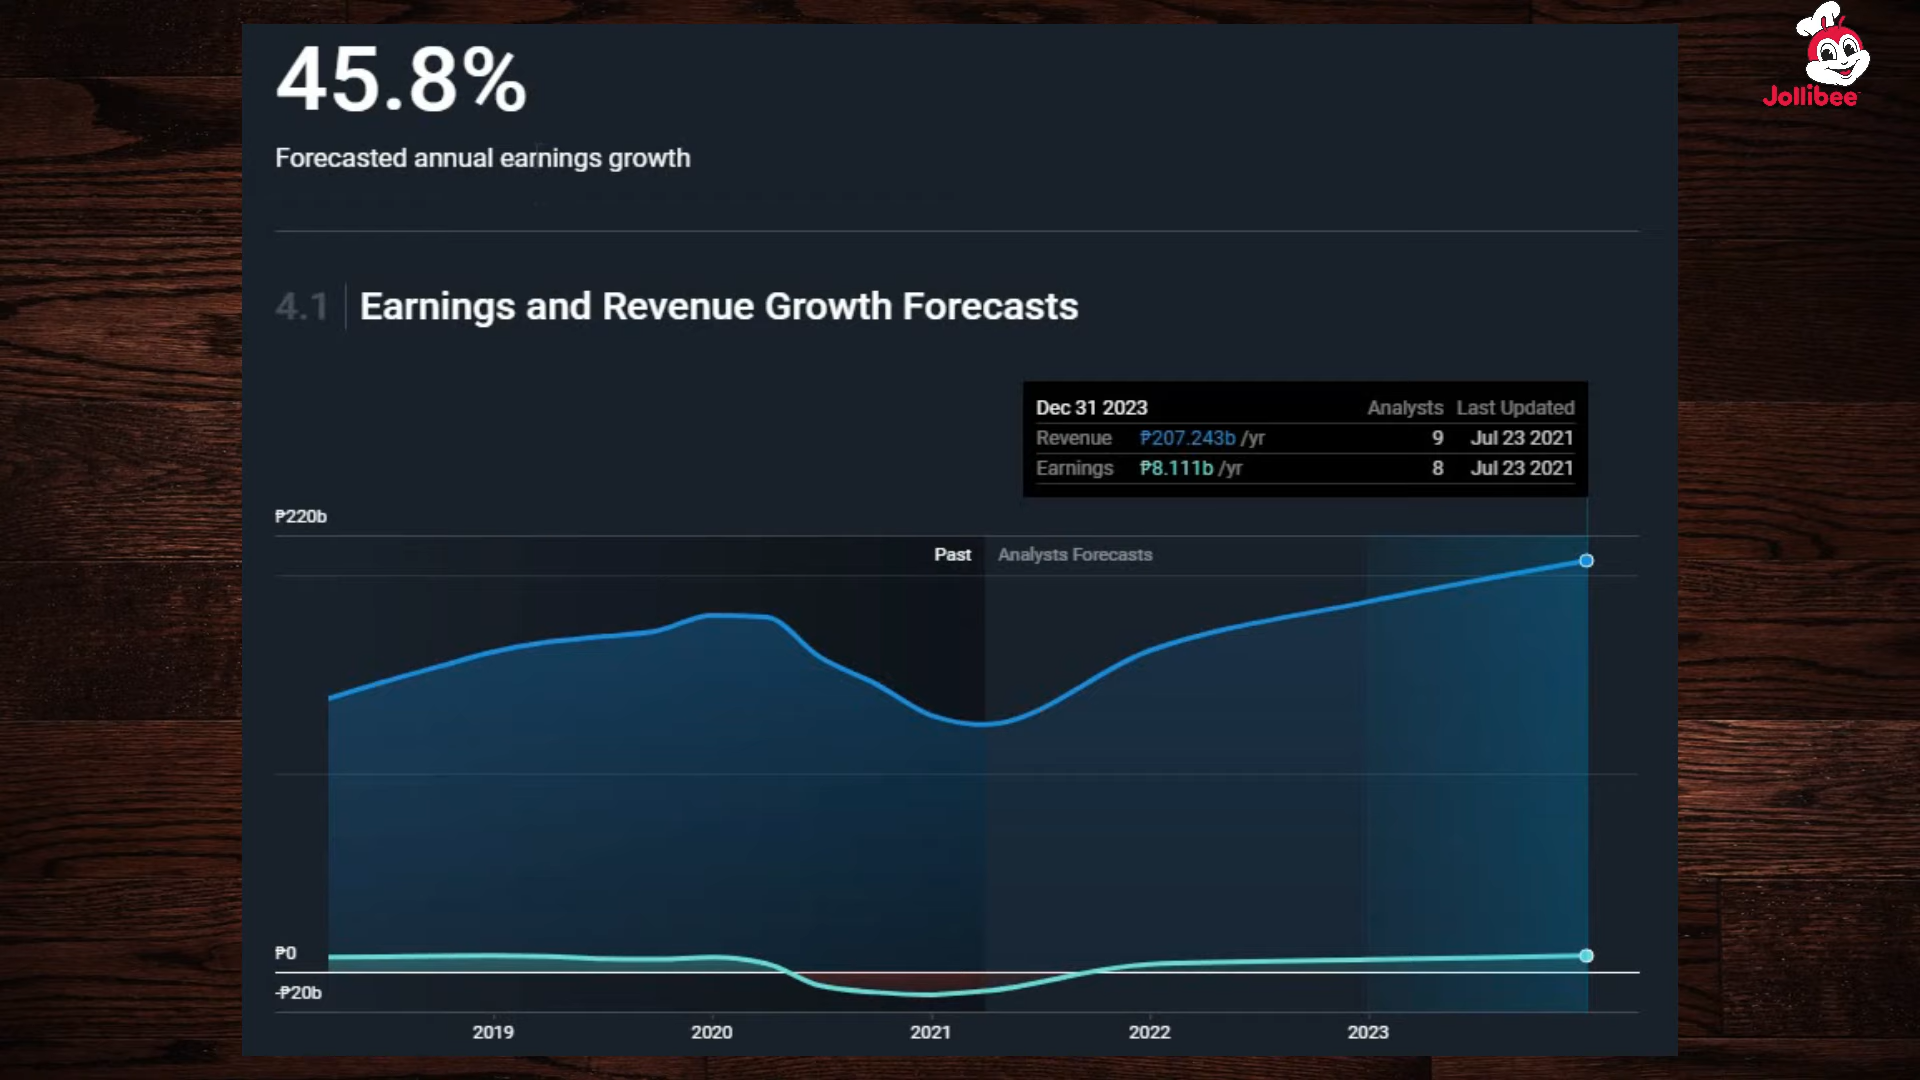 45.8%
Jollibee
Forecasted annual earnings growth
4.1 Earnings and Revenue Growth Forecasts
Dec 31 2023 Analysts Last Updated
Revenue ₱207.243b /yr 9 Jul 23 2021
Earnings ₱8.111b /yr 8 Jul 23 2021
₱220b
Past Analysts Forecasts
₱0
-₱20b
2019 2020 2021 2022 2023